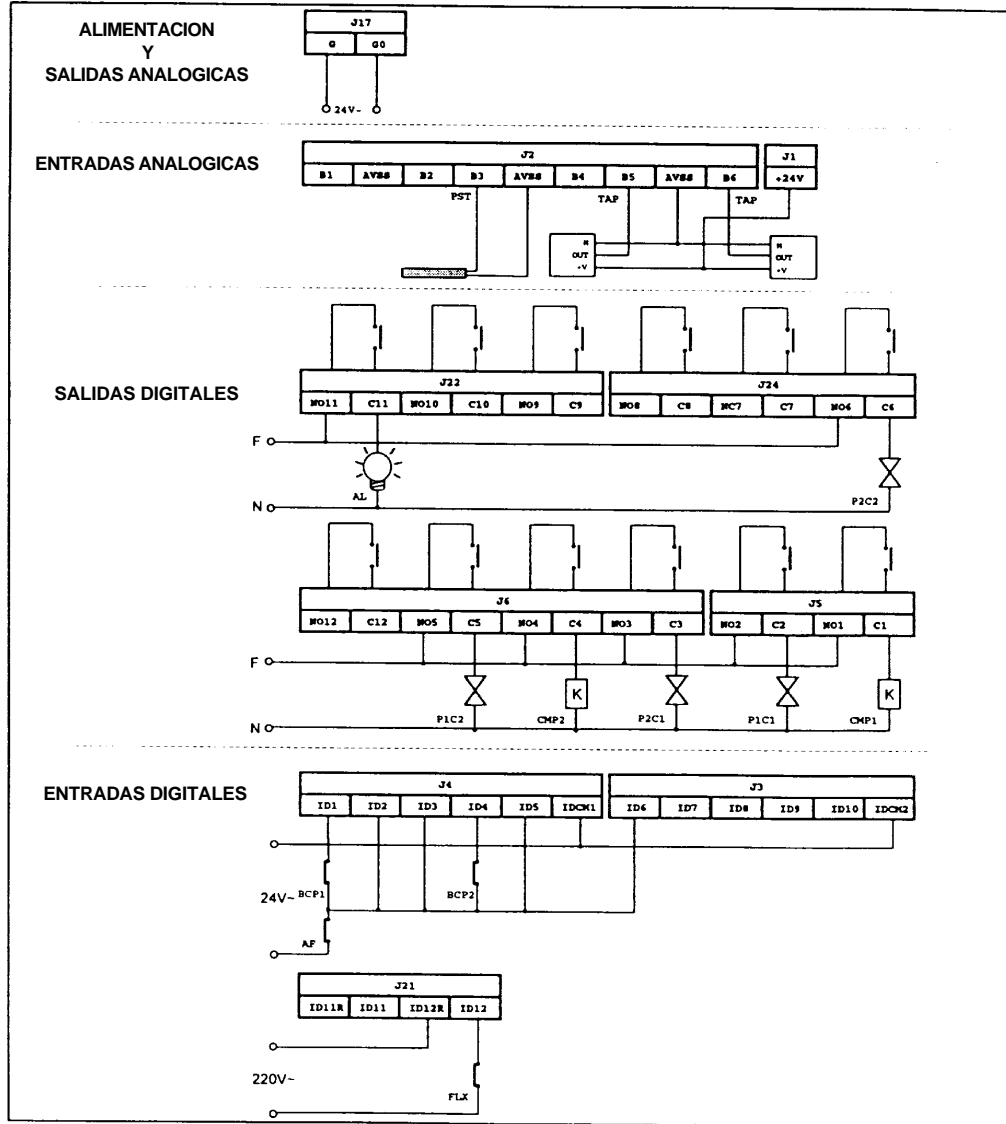 ALIMENTACION
Y
SALIDAS ANALOGICAS
J17
G G0
24V~
ENTRADAS ANALOGICAS
J2 J1
B1 AVSS B2 B3 AVSS B4 B5 AVSS B6 +24V
PST TAP TAP
M M
OUT OUT
+V +V
SALIDAS DIGITALES
J22 J24
NO11 C11 NO10 C10 NO9 C9 NO8 C8 NC7 C7 NO6 C6
F
AL P2C2
N
J6 J5
NO12 C12 NO5 C5 NO4 C4 NO3 C3 NO2 C2 NO1 C1
F
K K
P1C2 CMP2 P2C1 P1C1 CMP1
N
ENTRADAS DIGITALES
J4 J3
ID1 ID2 ID3 ID4 ID5 IDCM1 ID6 ID7 ID8 ID9 ID10 IDCM2
24V~ BCP1 BCP2
AF
J21
ID11R ID11 ID12R ID12
220V~
FLX